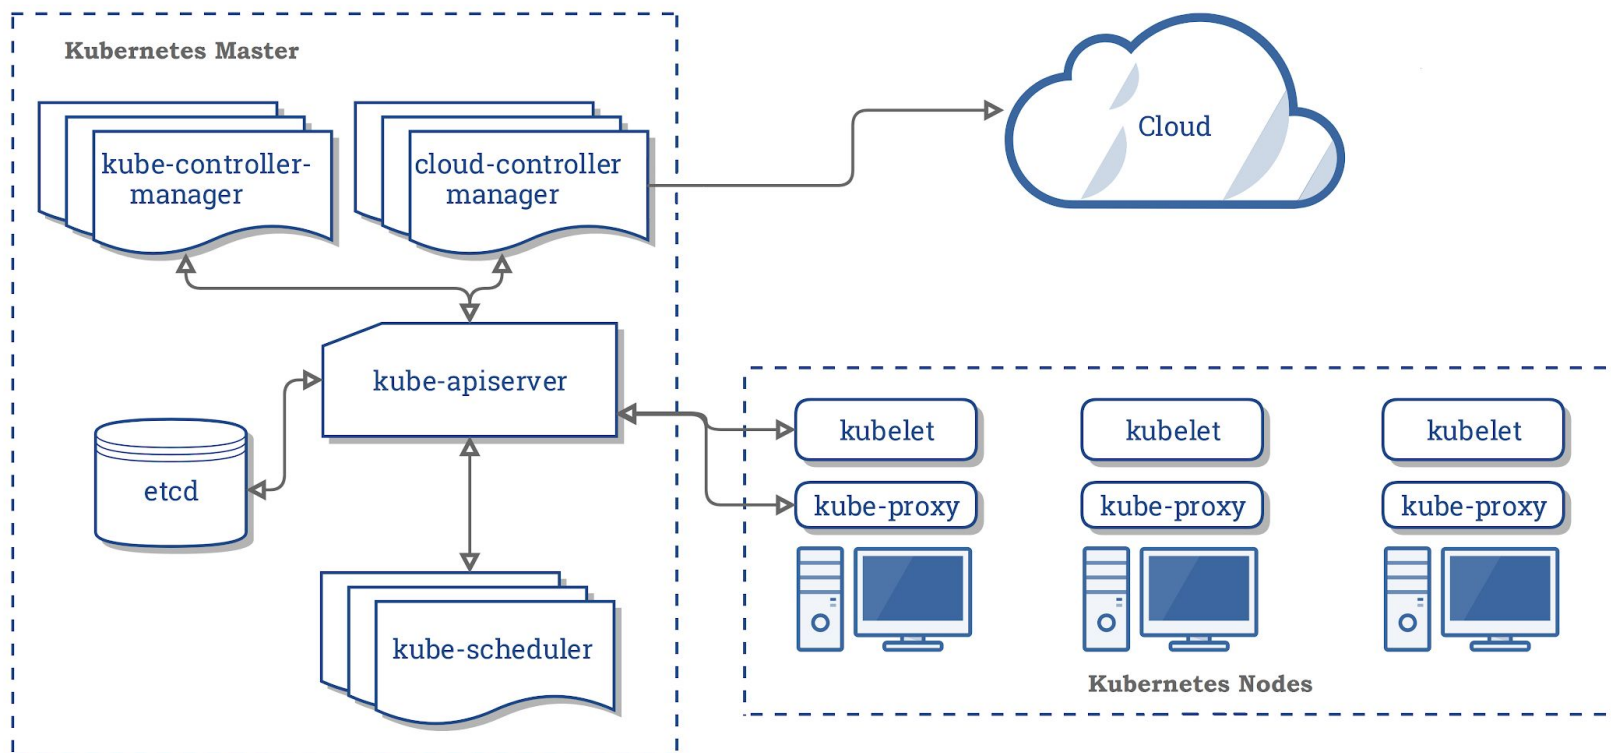 Kubernetes Master
kube-controller-
manager
cloud-controller
manager
Cloud
kube-apiserver
etcd
kube-scheduler
kubelet
kubelet
kubelet
kube-proxy
kube-proxy
kube-proxy
Kubernetes Nodes